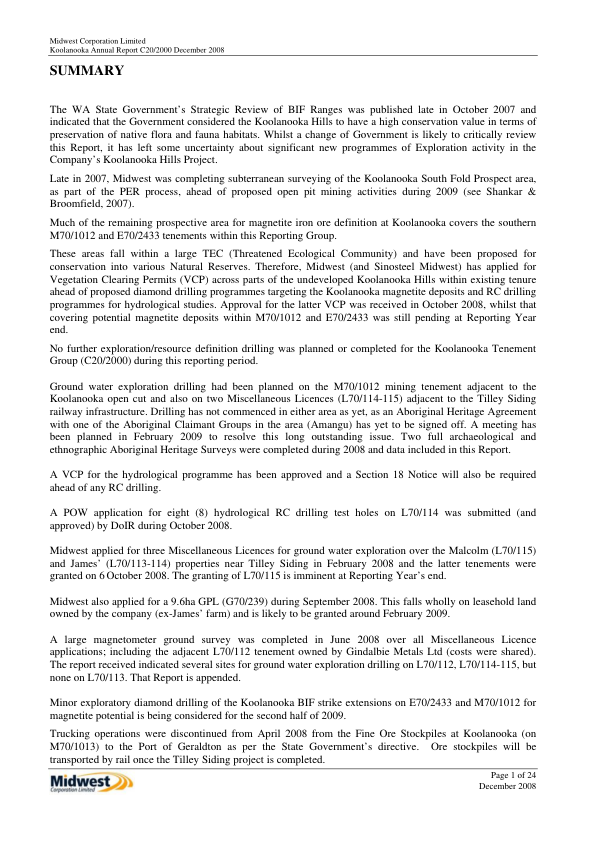 Midwest Corporation Limited
Koolanooka Annual Report C20/2000 December 2008
SUMMARY
The WA State Government's Strategic Review of BIF Ranges was published late in October 2007 and
indicated that the Government considered the Koolanooka Hills to have a high conservation value in terms of
preservation of native flora and fauna habitats. Whilst a change of Government is likely to critically review
this Report, it has left some uncertainty about significant new programmes of Exploration activity in the
Company's Koolanooka Hills Project.
Late in 2007, Midwest was completing subterranean surveying of the Koolanooka South Fold Prospect area,
as part of the PER process, ahead of proposed open pit mining activities during 2009 (see Shankar &
Broomfield, 2007).
Much of the remaining prospective area for magnetite iron ore definition at Koolanooka covers the southern
M70/1012 and E70/2433 tenements within this Reporting Group.
These areas fall within a large TEC (Threatened Ecological Community) and have been proposed for
conservation into various Natural Reserves. Therefore, Midwest (and Sinosteel Midwest) has applied for
Vegetation Clearing Permits (VCP) across parts of the undeveloped Koolanooka Hills within existing tenure
ahead of proposed diamond drilling programmes targeting the Koolanooka magnetite deposits and RC drilling
programmes for hydrological studies. Approval for the latter VCP was received in October 2008, whilst that
covering potential magnetite deposits within M70/1012 and E70/2433 was still pending at Reporting Year
end.
No further exploration/resource definition drilling was planned or completed for the Koolanooka Tenement
Group (C20/2000) during this reporting period.
Ground water exploration drilling had been planned on the M70/1012 mining tenement adjacent to the
Koolanooka open cut and also on two Miscellaneous Licences (L70/114-115) adjacent to the Tilley Siding
railway infrastructure. Drilling has not commenced in either area as yet, as an Aboriginal Heritage Agreement
with one of the Aboriginal Claimant Groups in the area (Amangu) has yet to be signed off. A meeting has
been planned in February 2009 to resolve this long outstanding issue. Two full archaeological and
ethnographic Aboriginal Heritage Surveys were completed during 2008 and data included in this Report.
A VCP for the hydrological programme has been approved and a Section 18 Notice will also be required
ahead of any RC drilling.
A POW application for eight (8) hydrological RC drilling test holes on L70/114 was submitted (and
approved) by DoIR during October 2008.
Midwest applied for three Miscellaneous Licences for ground water exploration over the Malcolm (L70/115)
and James' (L70/113-114) properties near Tilley Siding in February 2008 and the latter tenements were
granted on 6 October 2008. The granting of L70/115 is imminent at Reporting Year's end.
Midwest also applied for a 9.6ha GPL (G70/239) during September 2008. This falls wholly on leasehold land
owned by the company (ex-James' farm) and is likely to be granted around February 2009.
A large magnetometer ground survey was completed in June 2008 over all Miscellaneous Licence
applications; including the adjacent L70/112 tenement owned by Gindalbie Metals Ltd (costs were shared).
The report received indicated several sites for ground water exploration drilling on L70/112, L70/114-115, but
none on L70/113. That Report is appended.
Minor exploratory diamond drilling of the Koolanooka BIF strike extensions on E70/2433 and M70/1012 for
magnetite potential is being considered for the second half of 2009.
Trucking operations were discontinued from April 2008 from the Fine Ore Stockpiles at Koolanooka (on
M70/1013) to the Port of Geraldton as per the State Government's directive. Ore stockpiles will be
transported by rail once the Tilley Siding project is completed.
Midwest
Corporation Limited
Page 1 of 24
December 2008